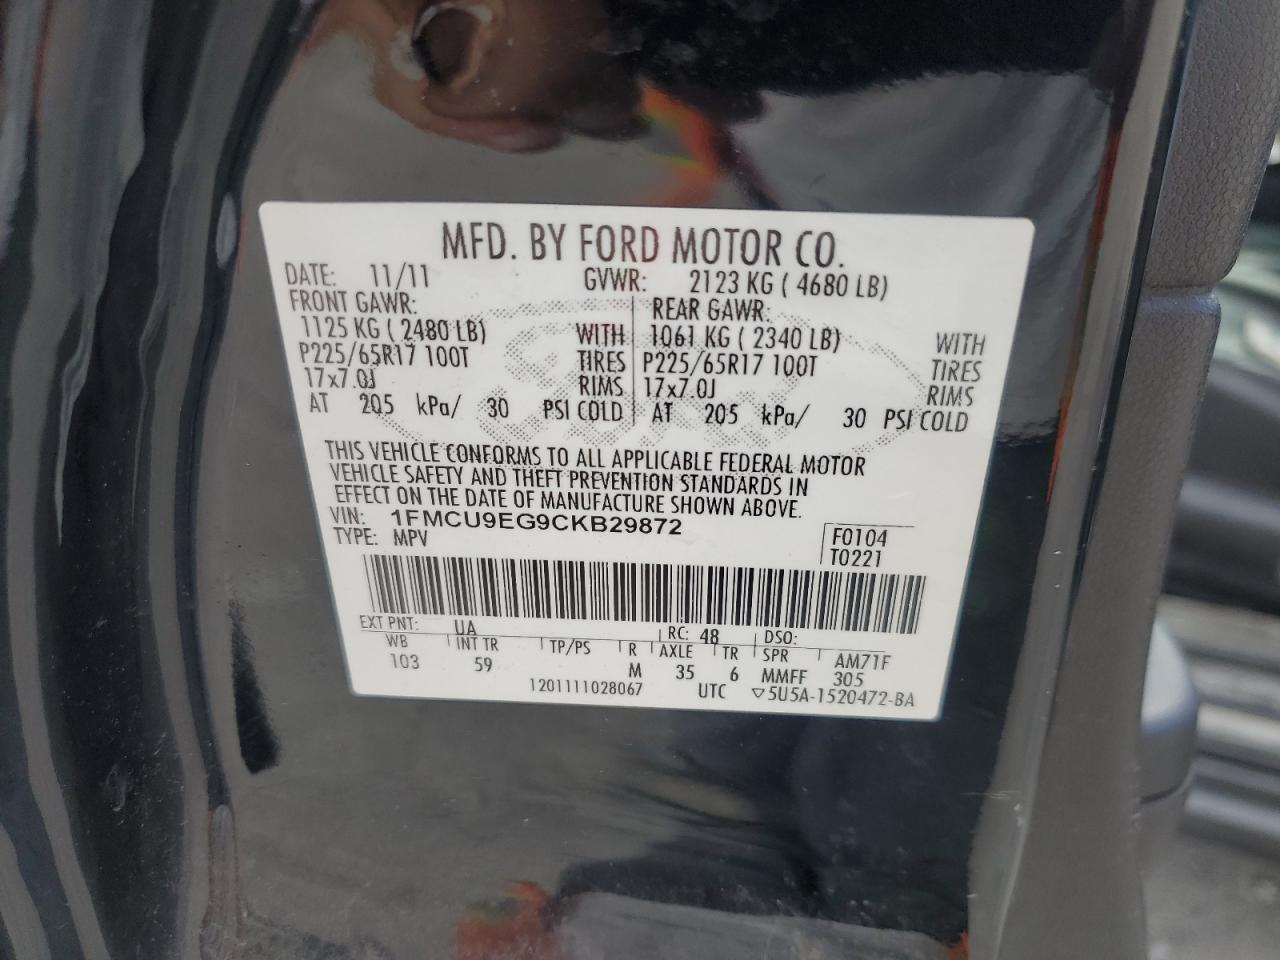 MFD. BY FORD MOTOR CO.
DATE: 11/11 GVWR: 2123 KG ( 4680 LB)
FRONT GAWR: REAR GAWR:
1125 KG ( 2480 LB) WITH 1061 KG ( 2340 LB) WITH
P225/65R17 100T TIRES P225/65R17 100T TIRES
17x7.0J RIMS 17x7.0J RIMS
AT 205 kPa/ 30 PSI COLD AT 205 kPa/ 30 PSI COLD
THIS VEHICLE CONFORMS TO ALL APPLICABLE FEDERAL MOTOR
VEHICLE SAFETY AND THEFT PREVENTION STANDARDS IN
EFFECT ON THE DATE OF MANUFACTURE SHOWN ABOVE.
VIN: 1FMCU9EG9CKB29872 F0104
TYPE: MPV T0221
EXT PNT: UA RC: 48 DSO:
WB INT TR TP/PS R AXLE TR SPR AM71F
103 59 M 35 6 MMFF 305
1201111028067 UTC ▽5U5A-1520472-BA